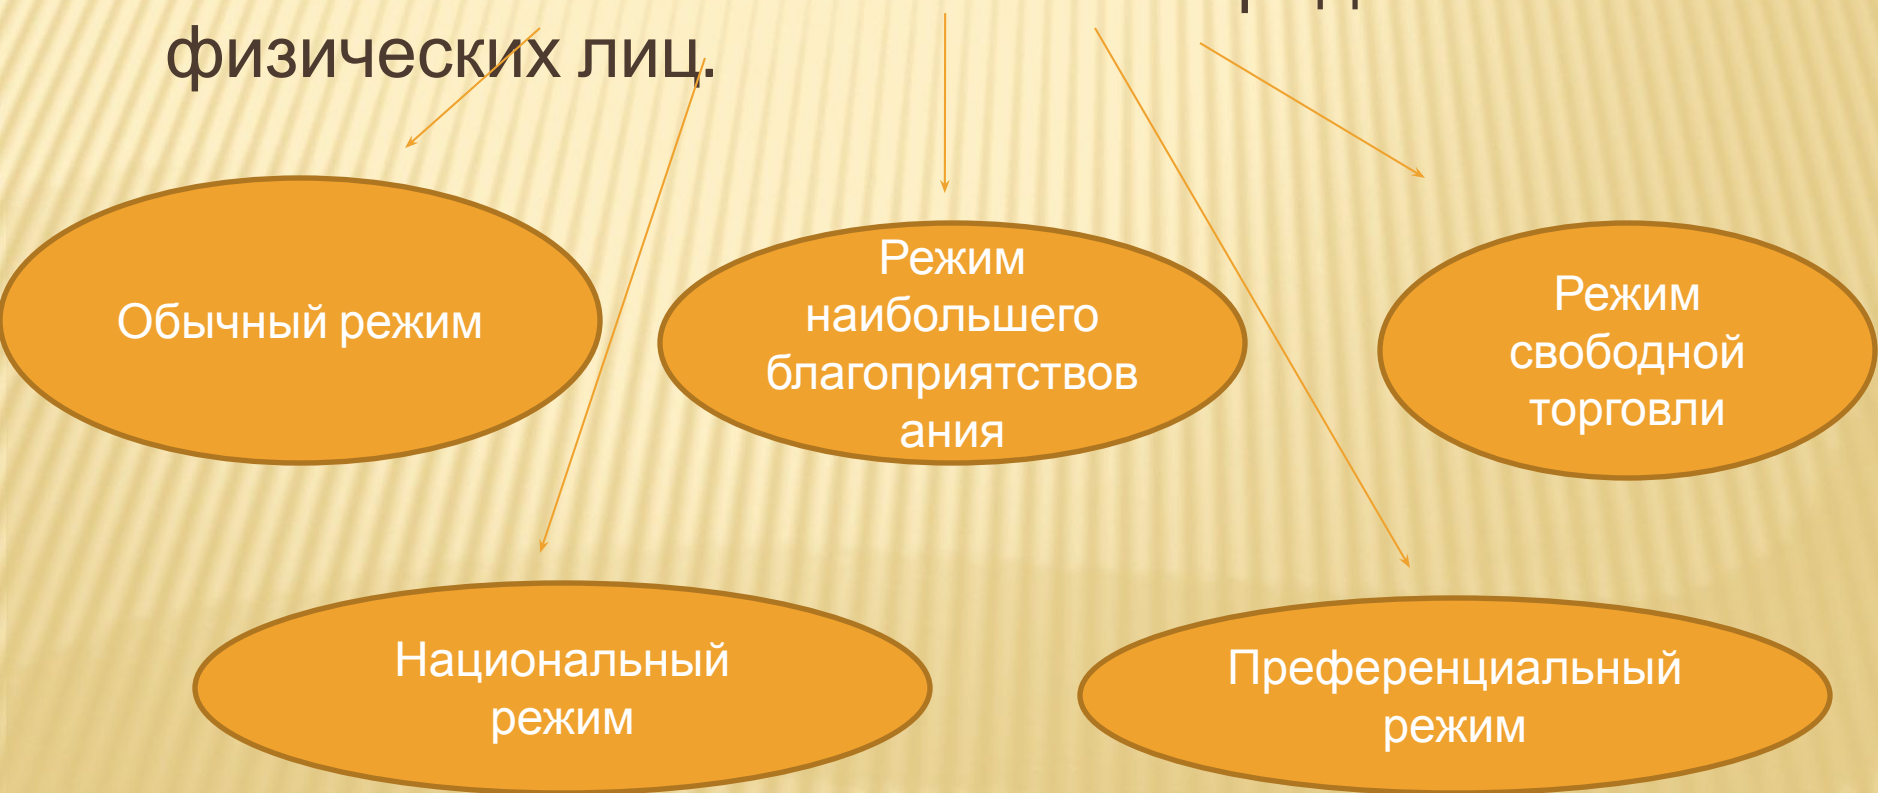 физических лиц.
Обычный режим
Режим
наибольшего
благоприятствов
ания
Режим
свободной
торговли
Национальный
режим
Преференциальный
режим